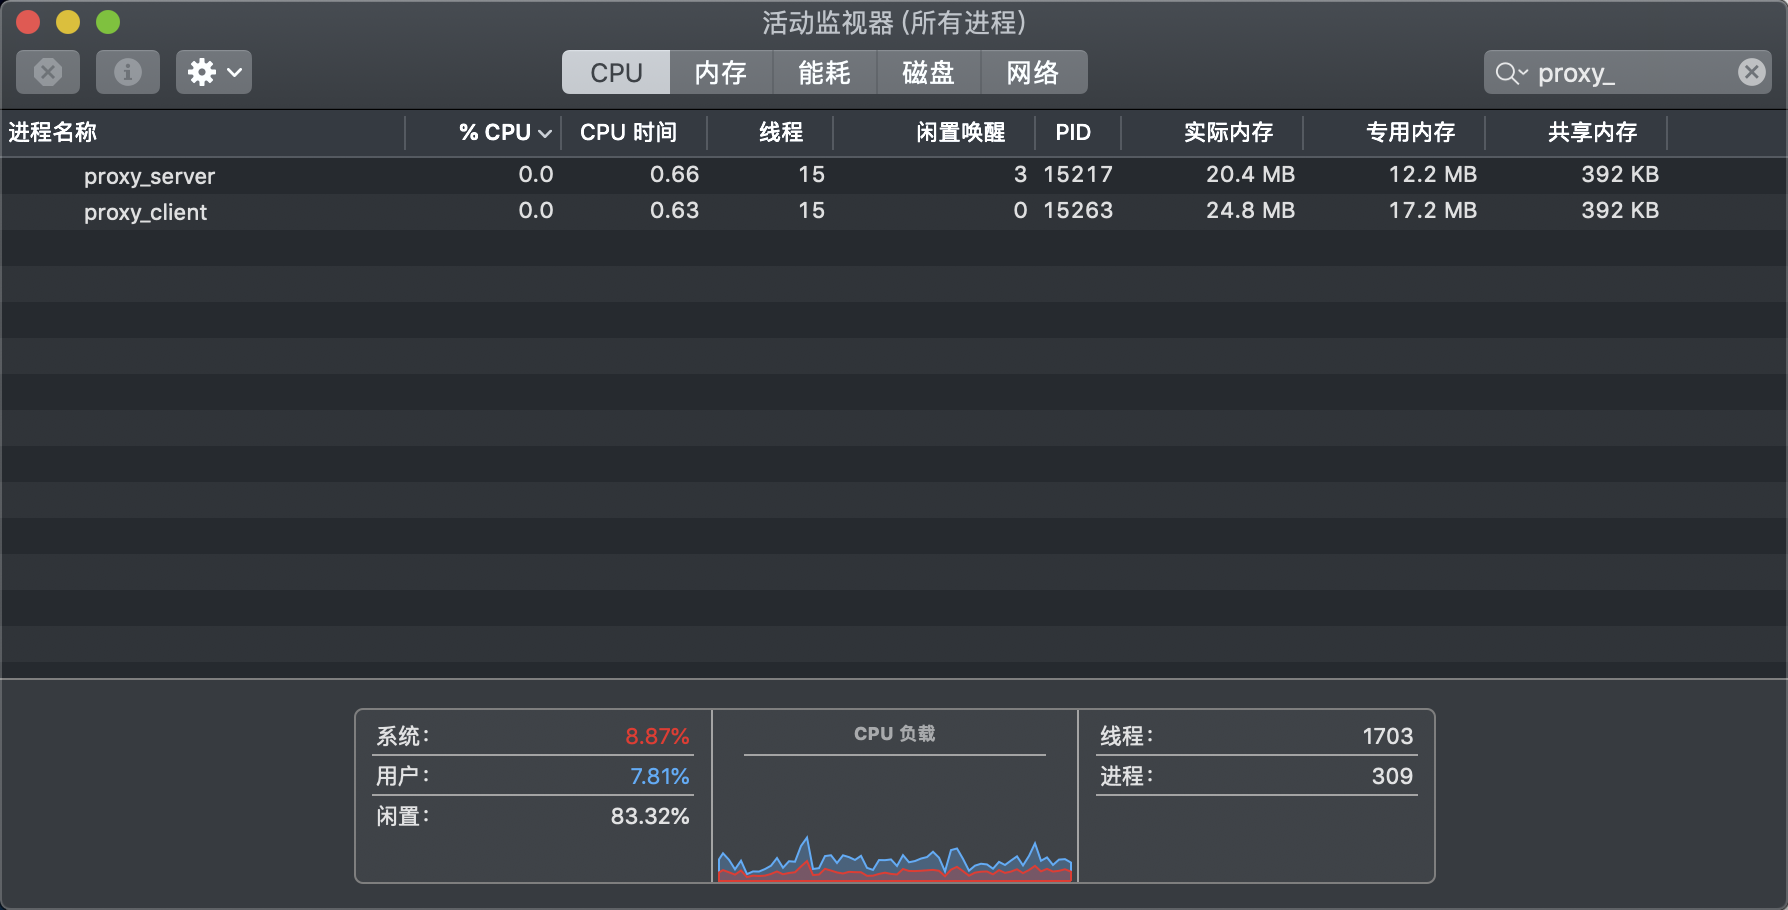 活动监视器 (所有进程)
CPU 内存 能耗 磁盘 网络 proxy_
进程名称 % CPU CPU 时间 线程 闲置唤醒 PID 实际内存 专用内存 共享内存
proxy_server 0.0 0.66 15 3 15217 20.4 MB 12.2 MB 392 KB
proxy_client 0.0 0.63 15 0 15263 24.8 MB 17.2 MB 392 KB
系统: 8.87% CPU 负载 线程: 1703
用户: 7.81% 进程: 309
闲置: 83.32%